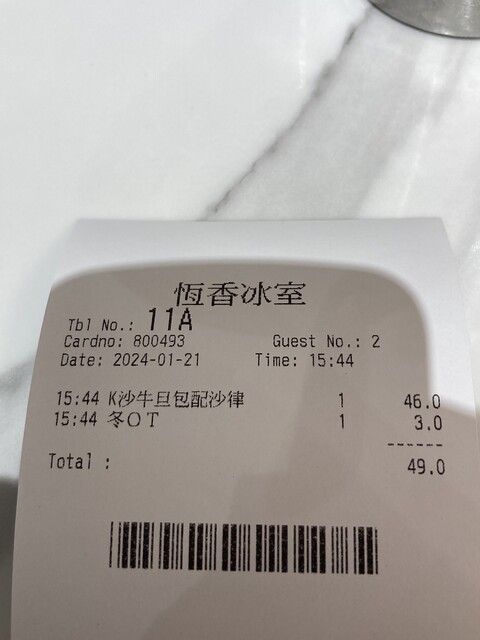 恆香冰室
Tbl No.: 11A
Cardno: 800493 Guest No.: 2
Date: 2024-01-21 Time: 15:44
15:44 K沙牛旦包配沙律 1 46.0
15:44 冬OT 1 3.0
------
Total : 49.0